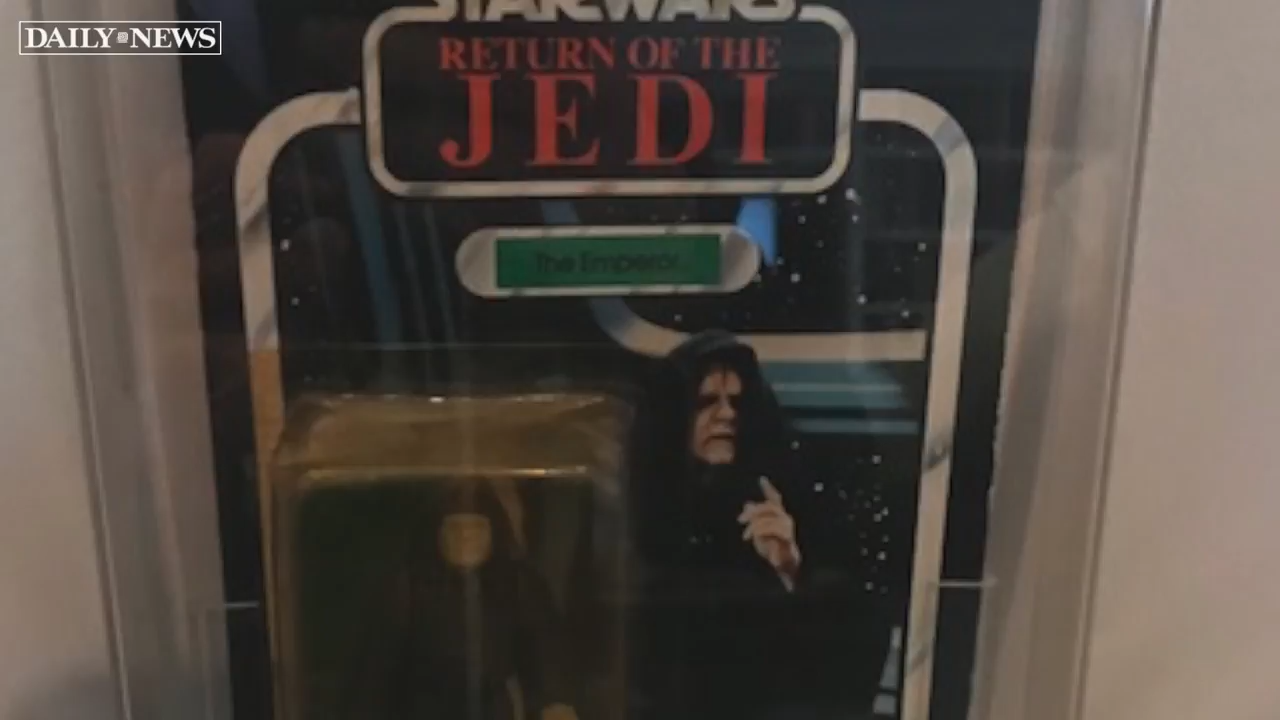 DAILY NEWS
STAR WARS
RETURN OF THE
JEDI
The Emperor